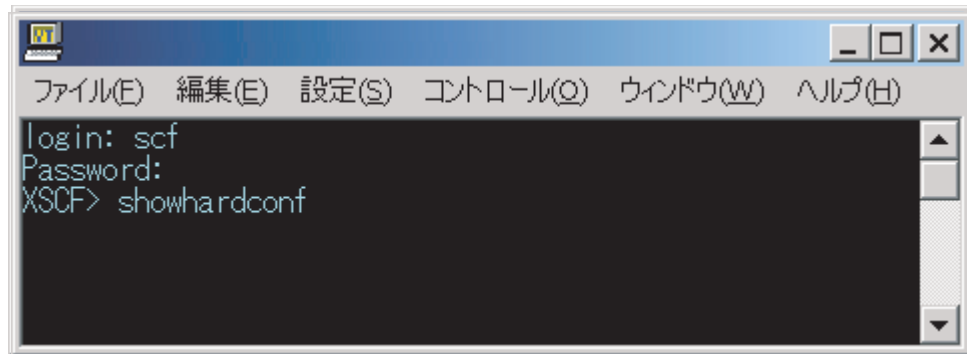 VT
ファイル(F) 編集(E) 設定(S) コントロール(O) ウィンドウ(W) ヘルプ(H)
login: scf
Password:
XSCF> showhardconf